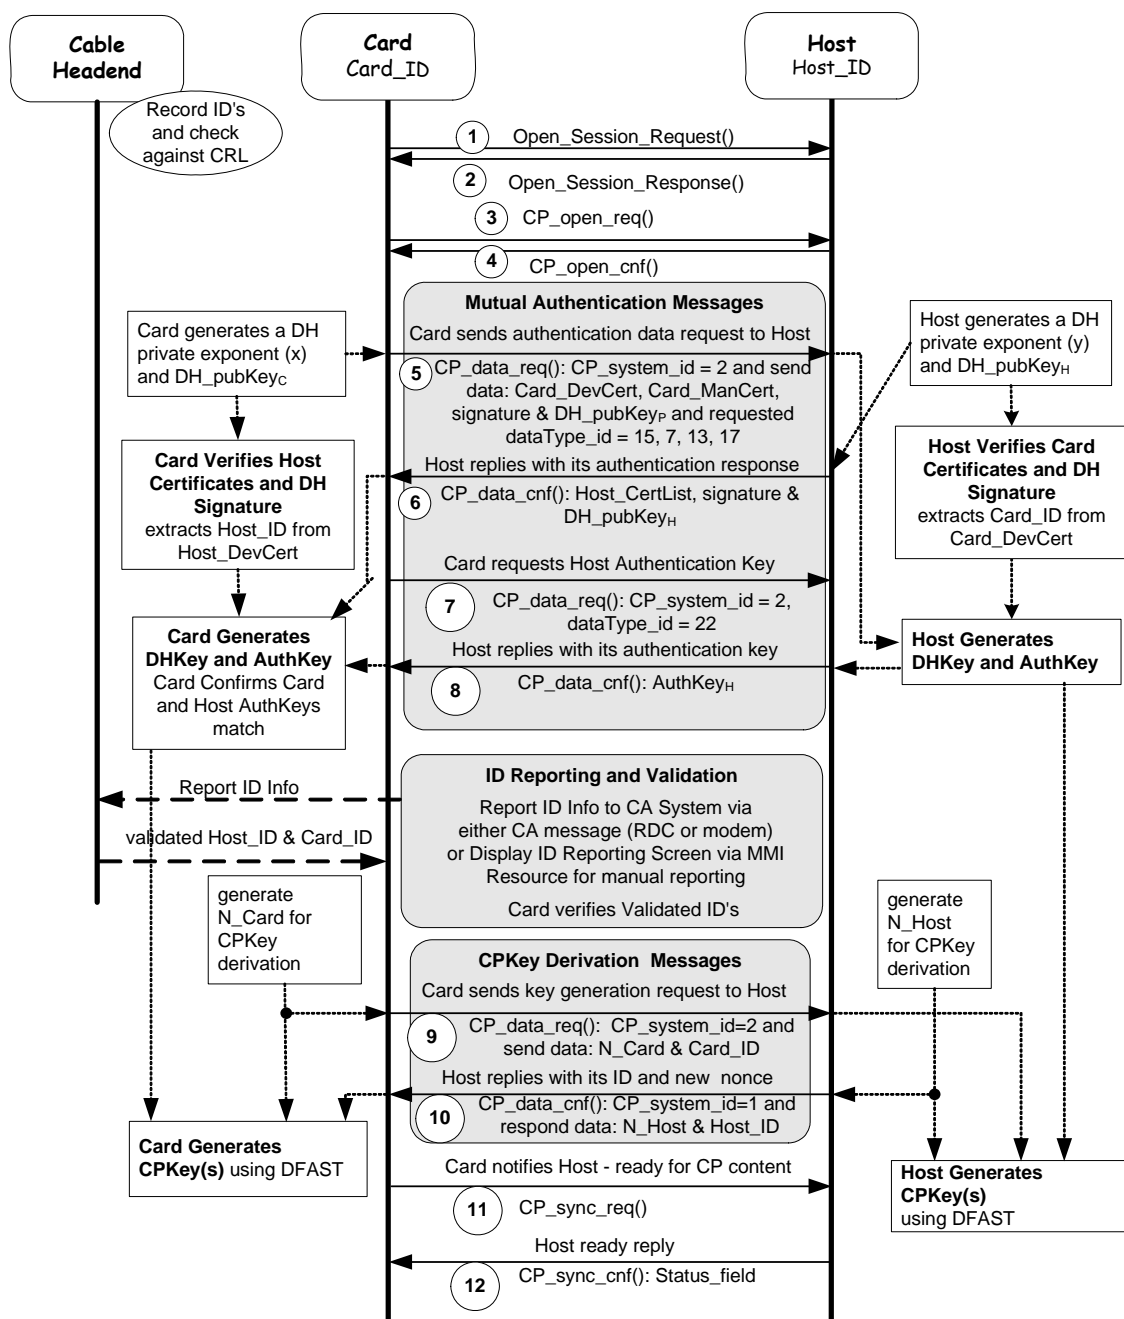 Cable
Headend
Card
Card_ID
Host
Host_ID
Record ID's
and check
against CRL
1
Open_Session_Request()
2
Open_Session_Response()
3
CP_open_req()
4
CP_open_cnf()
Mutual Authentication Messages
Card generates a DH
private exponent (x)
and DH_pubKeyC
Host generates a DH
private exponent (y)
and DH_pubKeyH
Card sends authentication data request to Host
5
CP_data_req(): CP_system_id = 2 and send
data: Card_DevCert, Card_ManCert,
signature & DH_pubKeyP and requested
dataType_id = 15, 7, 13, 17
Card Verifies Host
Certificates and DH
Signature
extracts Host_ID from
Host_DevCert
Host Verifies Card
Certificates and DH
Signature
extracts Card_ID from
Card_DevCert
Host replies with its authentication response
6
CP_data_cnf(): Host_CertList, signature &
DH_pubKeyH
Card requests Host Authentication Key
7
CP_data_req(): CP_system_id = 2,
dataType_id = 22
Card Generates
DHKey and AuthKey
Card Confirms Card
and Host AuthKeys
match
Host Generates
DHKey and AuthKey
Host replies with its authentication key
8
CP_data_cnf(): AuthKeyH
ID Reporting and Validation
Report ID Info
Report ID Info to CA System via
either CA message (RDC or modem)
or Display ID Reporting Screen via MMI
Resource for manual reporting
validated Host_ID & Card_ID
Card verifies Validated ID's
generate
N_Card for
CPKey
derivation
generate
N_Host
for CPKey
derivation
CPKey Derivation Messages
Card sends key generation request to Host
9
CP_data_req(): CP_system_id=2 and
send data: N_Card & Card_ID
Host replies with its ID and new nonce
10
CP_data_cnf(): CP_system_id=1 and
respond data: N_Host & Host_ID
Card Generates
CPKey(s) using DFAST
Host Generates
CPKey(s)
using DFAST
Card notifies Host - ready for CP content
11
CP_sync_req()
Host ready reply
12
CP_sync_cnf(): Status_field